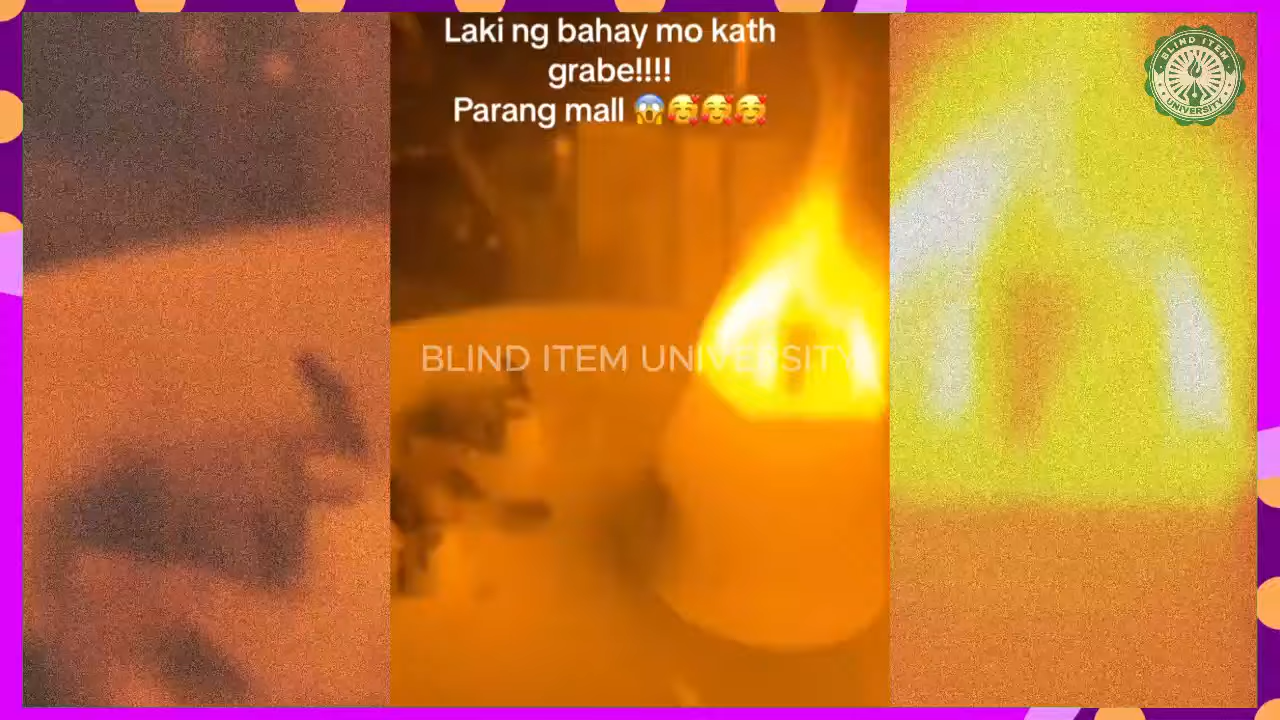 Laki ng bahay mo kath
grabe!!!!
Parang mall 😱🥰🥰🥰
BLIND ITEM
UNIVERSITY
BLIND ITEM UNIVERSITY